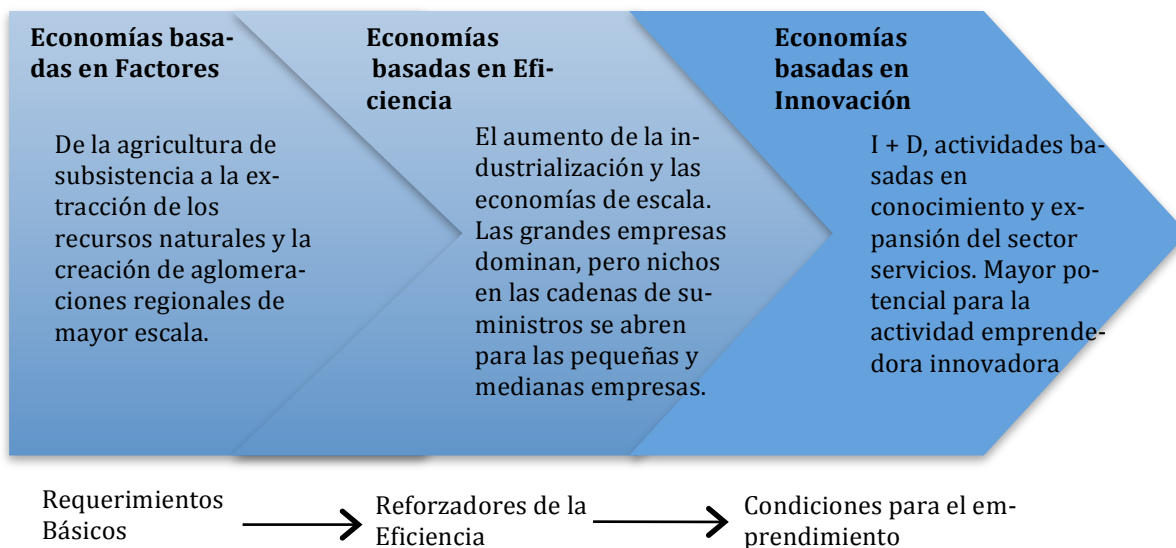 Economías basa-
das en Factores
De la agricultura de
subsistencia a la ex-
tracción de los
recursos naturales y la
creación de aglomera-
ciones regionales de
mayor escala.
Economías
basadas en Efi-
ciencia
El aumento de la in-
dustrialización y las
economías de escala.
Las grandes empresas
dominan, pero nichos
en las cadenas de su-
ministros se abren
para las pequeñas y
medianas empresas.
Economías
basadas en
Innovación
I + D, actividades ba-
sadas en
conocimiento y ex-
pansión del sector
servicios. Mayor po-
tencial para la
actividad emprende-
dora innovadora
Requerimientos
Básicos
Reforzadores de la
Eficiencia
Condiciones para el em-
prendimiento